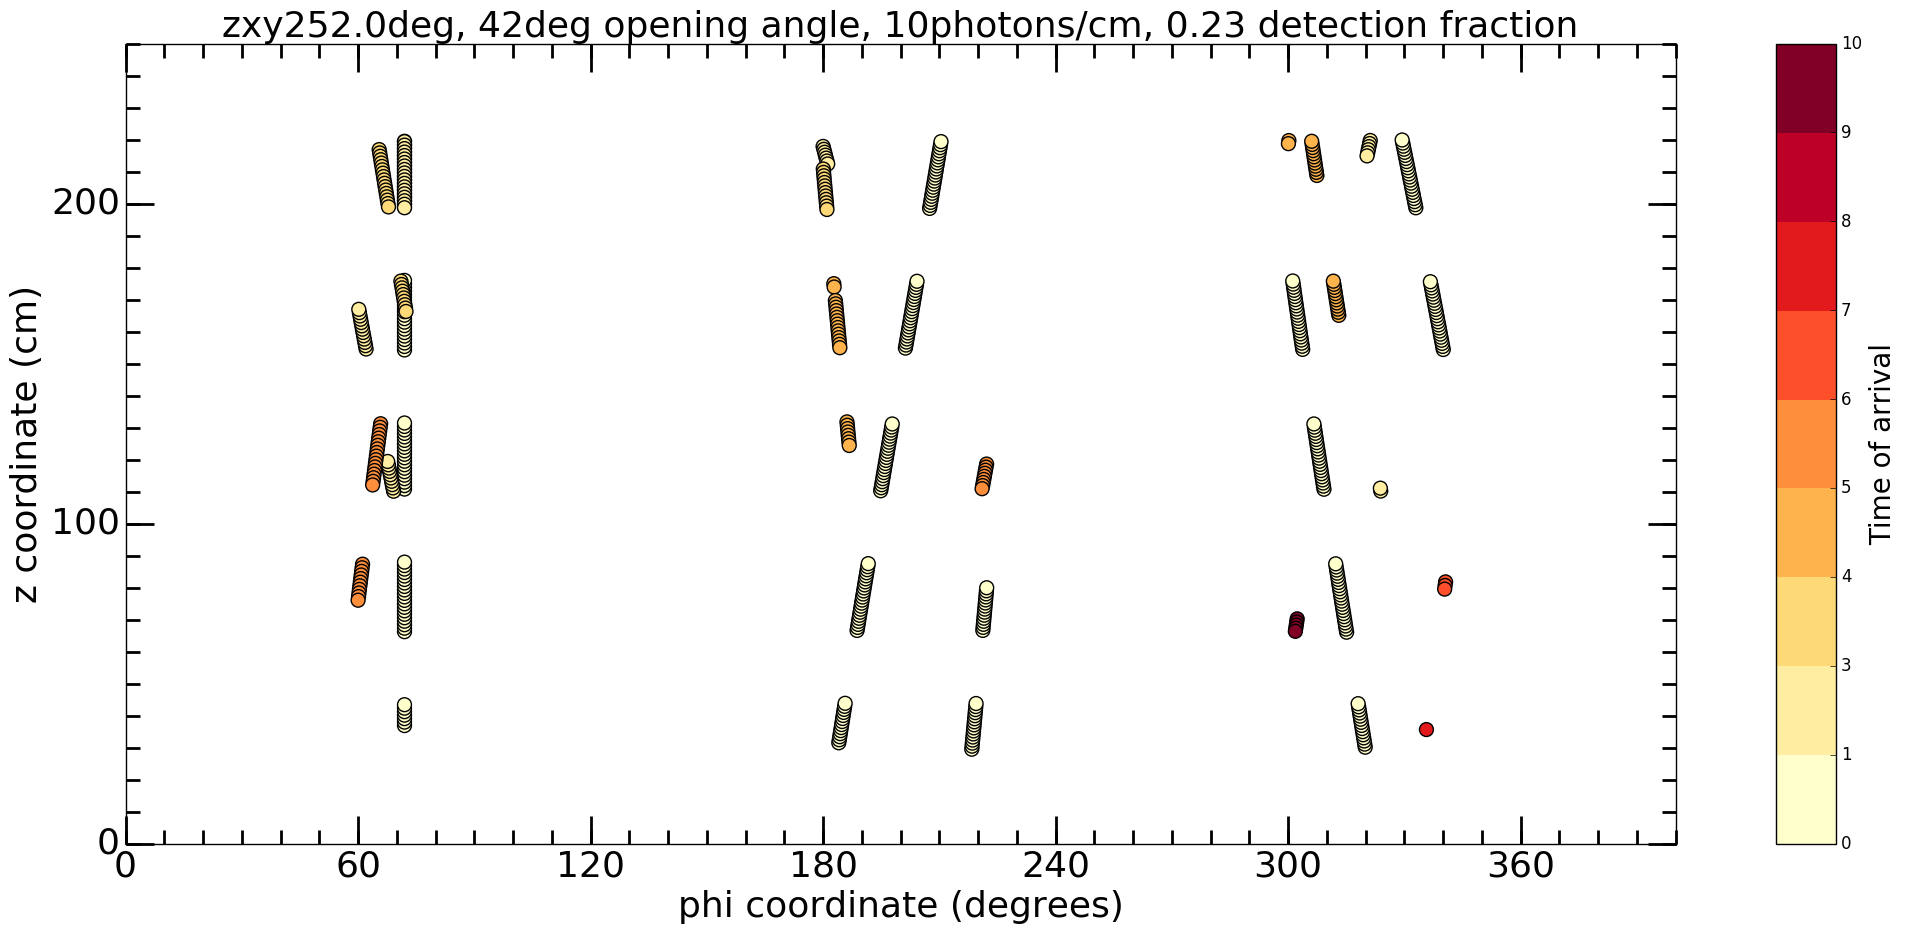 zxy252.0deg, 42deg opening angle, 10photons/cm, 0.23 detection fraction
z coordinate (cm)
200
100
0
0 60 120 180 240 300 360
phi coordinate (degrees)
10
9
8
7
6
5
4
3
1
0
Time of arrival